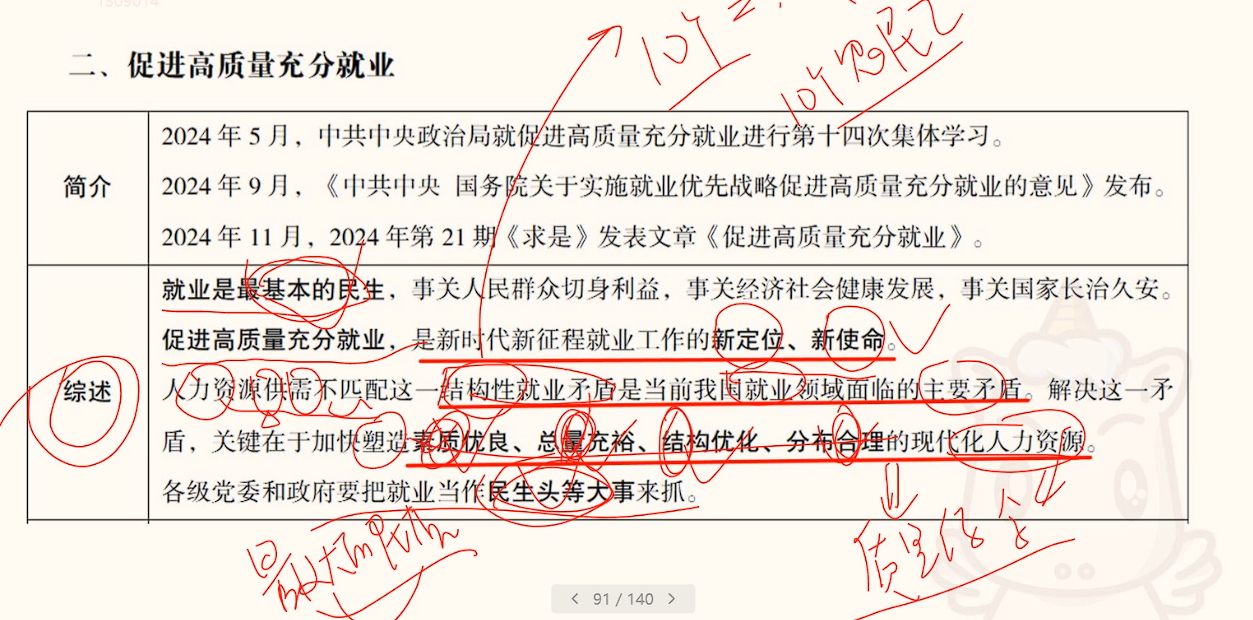 1309014
二、促进高质量充分就业
简介
2024 年 5 月，中共中央政治局就促进高质量充分就业进行第十四次集体学习。
2024 年 9 月，《中共中央 国务院关于实施就业优先战略促进高质量充分就业的意见》发布。
2024 年 11 月，2024 年第 21 期《求是》发表文章《促进高质量充分就业》。
综述
就业是最基本的民生，事关人民群众切身利益，事关经济社会健康发展，事关国家长治久安。
促进高质量充分就业，是新时代新征程就业工作的新定位、新使命。
人力资源供需不匹配这一结构性就业矛盾是当前我国就业领域面临的主要矛盾。解决这一矛
盾，关键在于加快塑造素质优良、总量充裕、结构优化、分布合理的现代化人力资源。
各级党委和政府要把就业当作民生头等大事来抓。
91 / 140